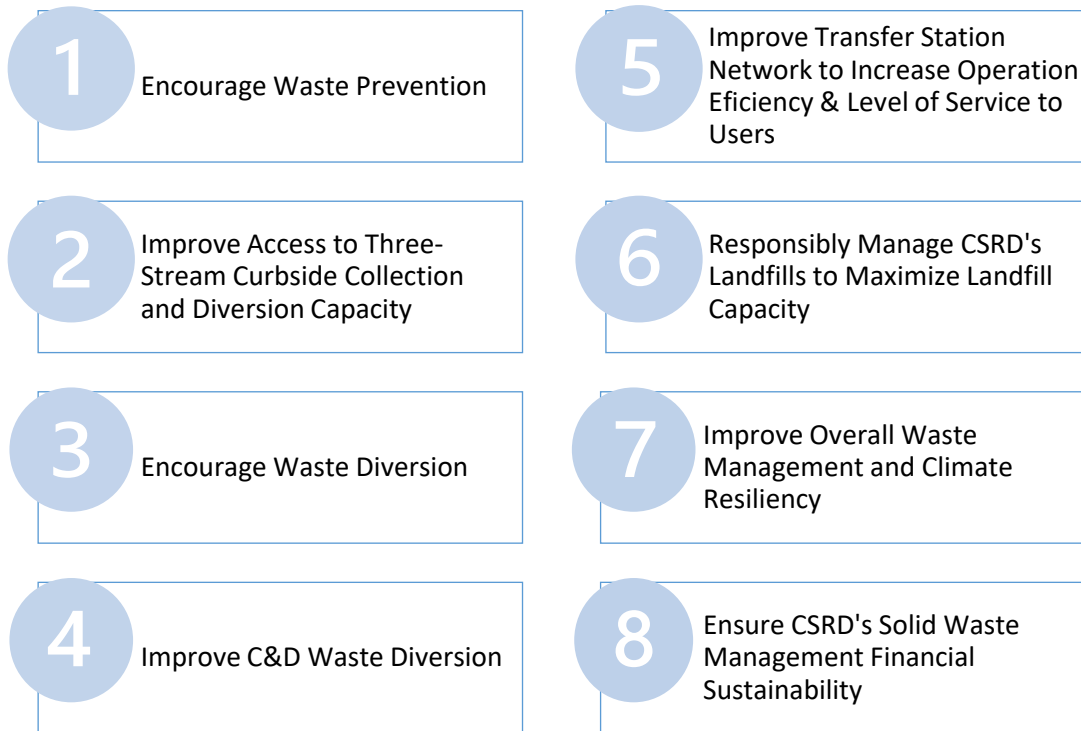 1
Encourage Waste Prevention
2
Improve Access to Three-
Stream Curbside Collection
and Diversion Capacity
3
Encourage Waste Diversion
4
Improve C&D Waste Diversion
5
Improve Transfer Station
Network to Increase Operation
Eficiency & Level of Service to
Users
6
Responsibly Manage CSRD's
Landfills to Maximize Landfill
Capacity
7
Improve Overall Waste
Management and Climate
Resiliency
8
Ensure CSRD's Solid Waste
Management Financial
Sustainability